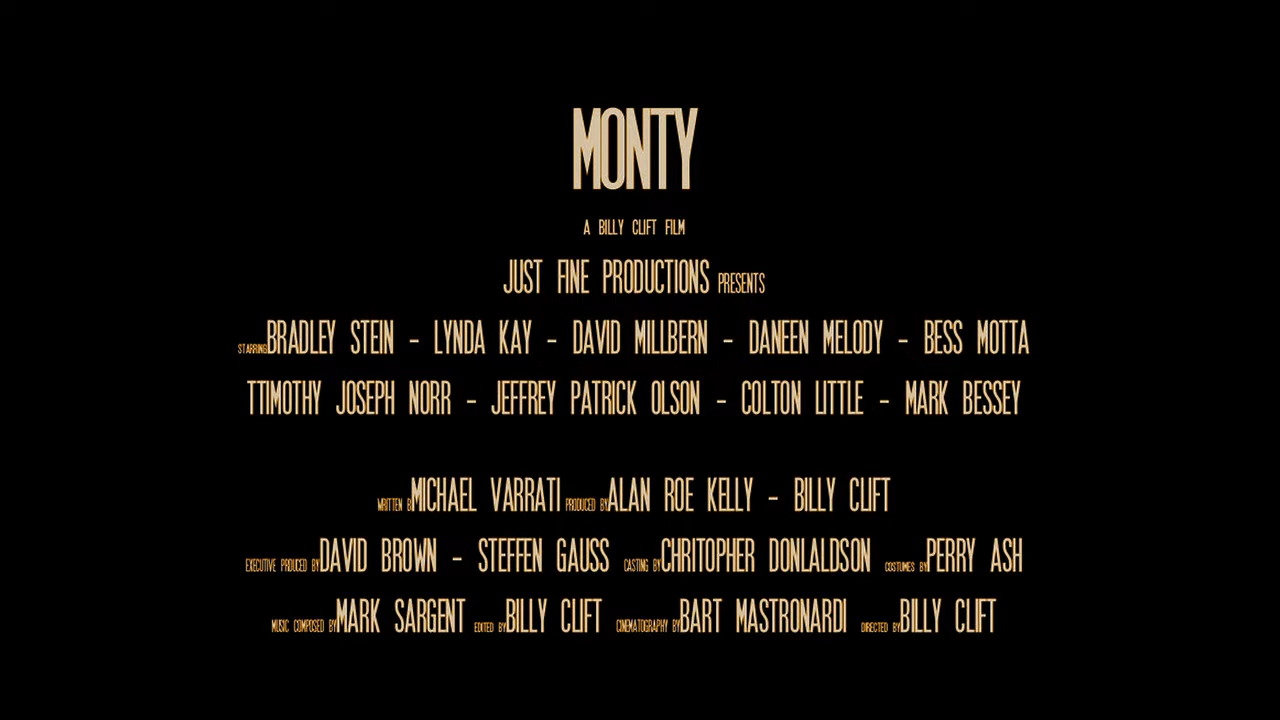 MONTY
A BILLY CLIFT FILM
JUST FINE PRODUCTIONS PRESENTS
STARRING BRADLEY STEIN - LYNDA KAY - DAVID MILLBERN - DANEEN MELODY - BESS MOTTA
TTIMOTHY JOSEPH NORR - JEFFREY PATRICK OLSON - COLTON LITTLE - MARK BESSEY
WRITTEN B MICHAEL VARRATI PRODUCED BY ALAN ROE KELLY - BILLY CLIFT
EXECUTIVE PRODUCED BY DAVID BROWN - STEFFEN GAUSS CASTING BY CHRITOPHER DONLALDSON COSTUMES BY PERRY ASH
MUSIC COMPOSED BY MARK SARGENT EDITED BY BILLY CLIFT CINEMATOGRAPHY BY BART MASTRONARDI DIRECTED BY BILLY CLIFT